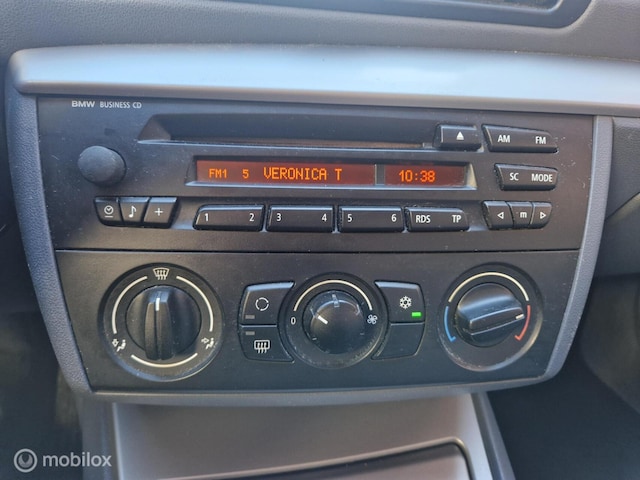 BMW BUSINESS CD
AM FM
FM1 5 VERONICA T 10:38
SC MODE
1 2 3 4 5 6 RDS TP
m
0
mobilox